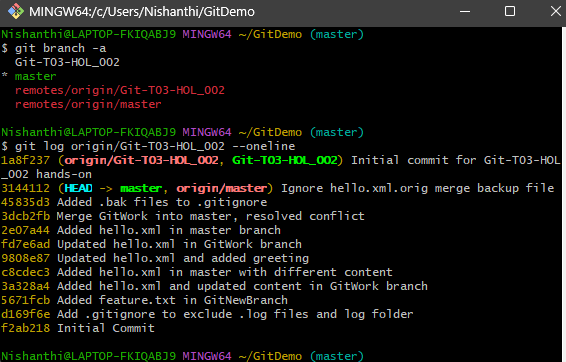 MINGW64:/c/Users/Nishanthi/GitDemo
Nishanthi@LAPTOP-FKIQABJ9 MINGW64 ~/GitDemo (master)
$ git branch -a
  Git-T03-HOL_002
* master
  remotes/origin/Git-T03-HOL_002
  remotes/origin/master
Nishanthi@LAPTOP-FKIQABJ9 MINGW64 ~/GitDemo (master)
$ git log origin/Git-T03-HOL_002 --oneline
1a8f237 (origin/Git-T03-HOL_002, Git-T03-HOL_002) Initial commit for Git-T03-HOL
_002 hands-on
3144112 (HEAD -> master, origin/master) Ignore hello.xml.orig merge backup file
45835d3 Added .bak files to .gitignore
3dcb2fb Merge GitWork into master, resolved conflict
2e07a44 Added hello.xml in master branch
fd7e6ad Updated hello.xml in GitWork branch
9808e87 Updated hello.xml and added greeting
c8cdec3 Added hello.xml in master with different content
3a328a4 Added hello.xml and updated content in GitWork branch
5671fcb Added feature.txt in GitNewBranch
d169f6e Add .gitignore to exclude .log files and log folder
f2ab218 Initial Commit
Nishanthi@LAPTOP-FKIQABJ9 MINGW64 ~/GitDemo (master)